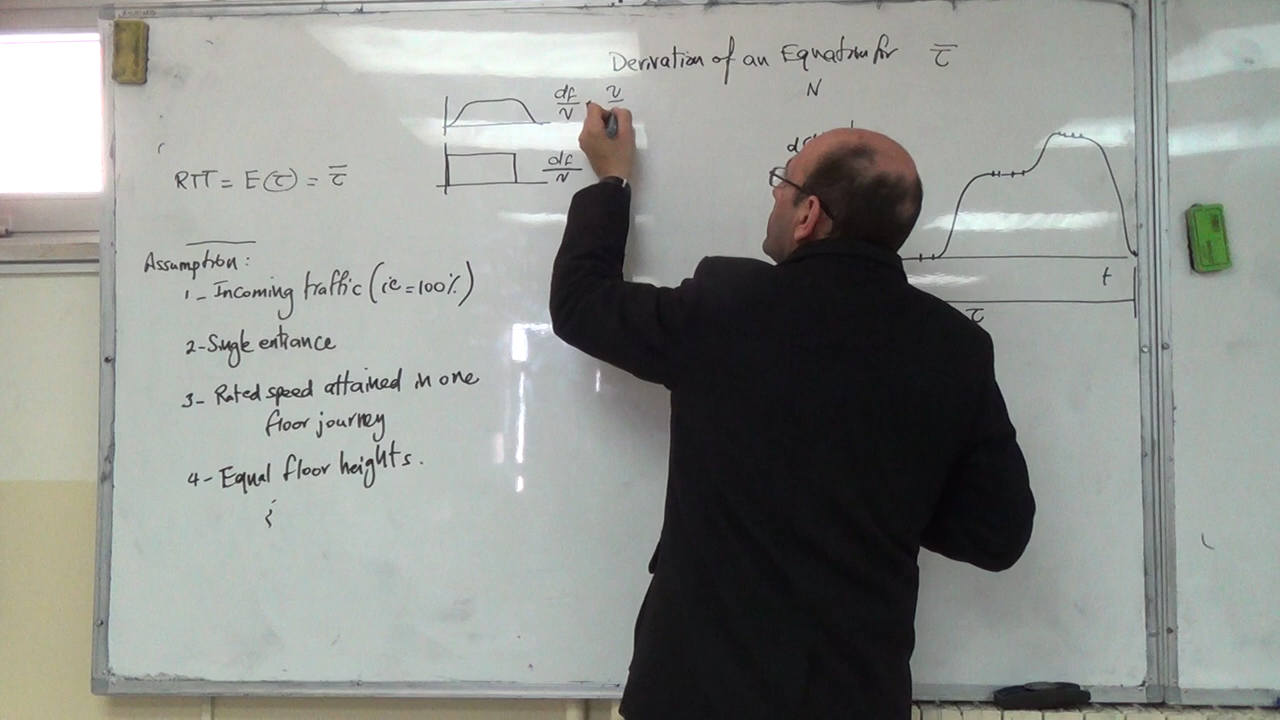 Derivation of an Equation for τ̅
N
df/v · v
df/v
RTT = E(τ) = τ̅
Assumption:
1 - Incoming traffic (ic = 100%)
2 - Single entrance
3 - Rated speed attained in one
floor journey
4 - Equal floor heights.
t
τ